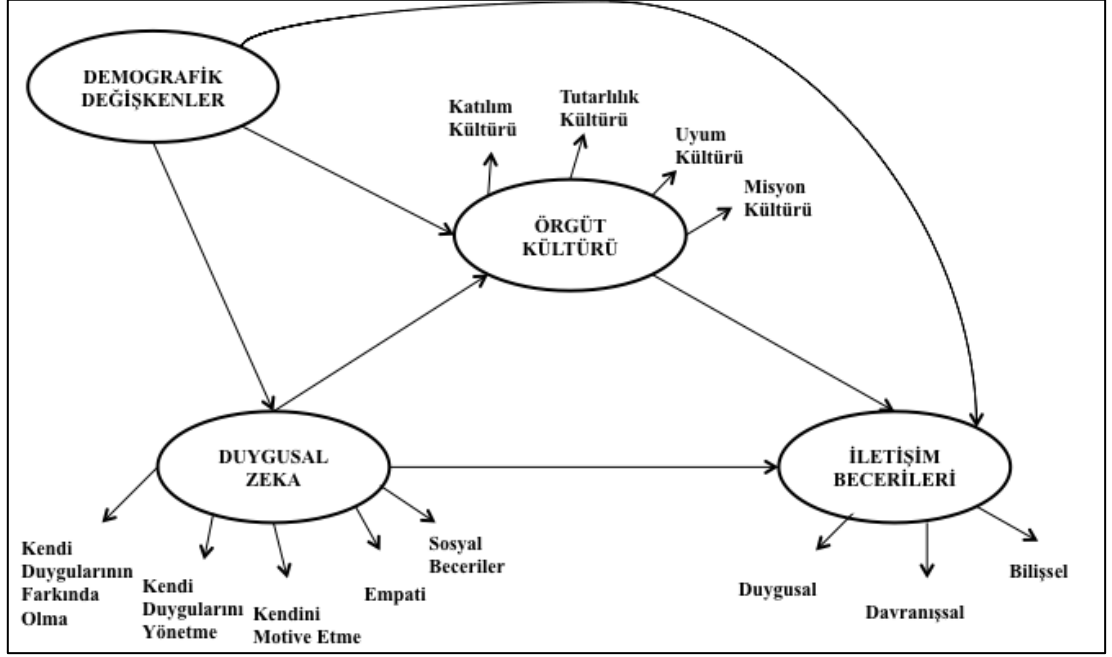 DEMOGRAFİK
DEĞİŞKENLER
Katılım
Kültürü
Tutarlılık
Kültürü
Uyum
Kültürü
Misyon
Kültürü
ÖRGÜT
KÜLTÜRÜ
DUYGUSAL
ZEKA
İLETİŞİM
BECERİLERİ
Kendi
Duygularının
Farkında
Olma
Kendi
Duygularını
Yönetme
Kendini
Motive Etme
Empati
Sosyal
Beceriler
Duygusal
Davranışsal
Bilişsel